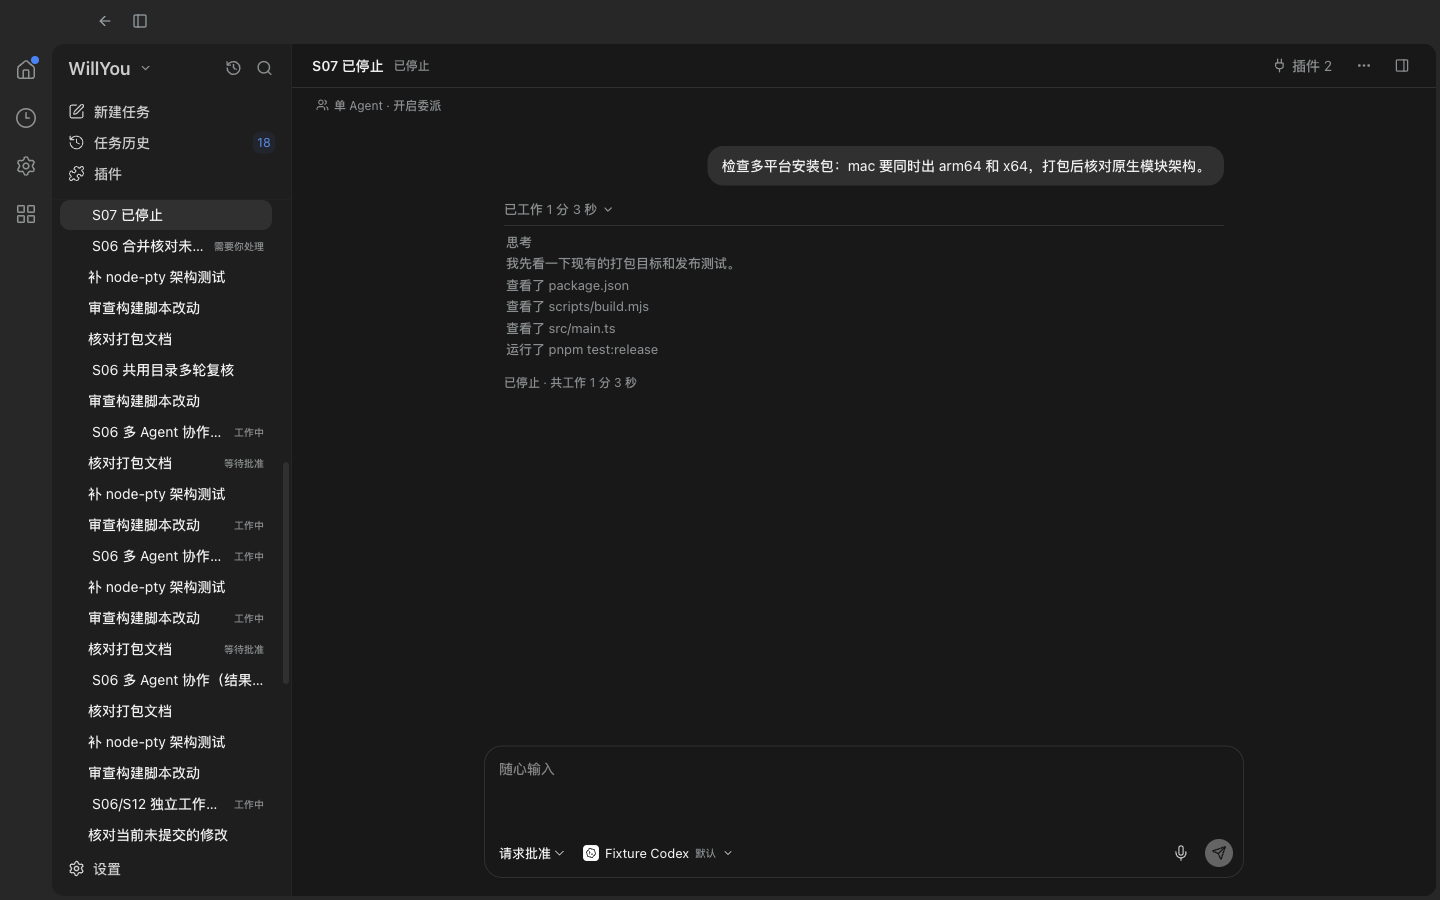 WillYou
新建任务
任务历史 18
插件
S07 已停止
S06 合并核对未... 需要你处理
补 node-pty 架构测试
审查构建脚本改动
核对打包文档
S06 共用目录多轮复核
审查构建脚本改动
S06 多 Agent 协作... 工作中
核对打包文档 等待批准
补 node-pty 架构测试
审查构建脚本改动 工作中
S06 多 Agent 协作... 工作中
补 node-pty 架构测试
审查构建脚本改动 工作中
核对打包文档 等待批准
S06 多 Agent 协作（结果...
核对打包文档
补 node-pty 架构测试
审查构建脚本改动
S06/S12 独立工作... 工作中
核对当前未提交的修改
设置
S07 已停止 已停止
插件 2
单 Agent · 开启委派
检查多平台安装包：mac 要同时出 arm64 和 x64，打包后核对原生模块架构。
已工作 1 分 3 秒
思考
我先看一下现有的打包目标和发布测试。
查看了 package.json
查看了 scripts/build.mjs
查看了 src/main.ts
运行了 pnpm test:release
已停止 · 共工作 1 分 3 秒
随心输入
请求批准 Fixture Codex 默认